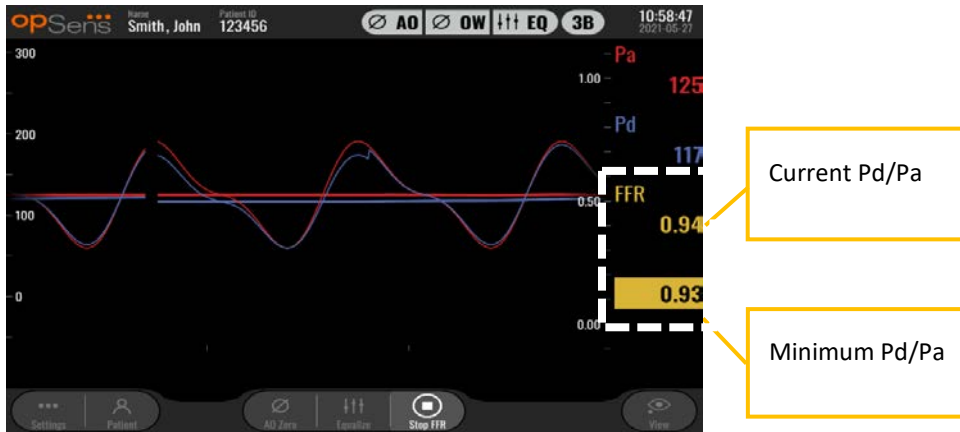 opSens
Name
Smith, John
Patient ID
123456
AO
OW
EQ
3B
10:58:47
2021-05-27
300
200
100
0
1.00
0.50
0.00
Pa
125
Pd
117
FFR
0.94
0.93
Current Pd/Pa
Minimum Pd/Pa
Settings
Patient
AO Zero
Equalize
Stop FFR
View